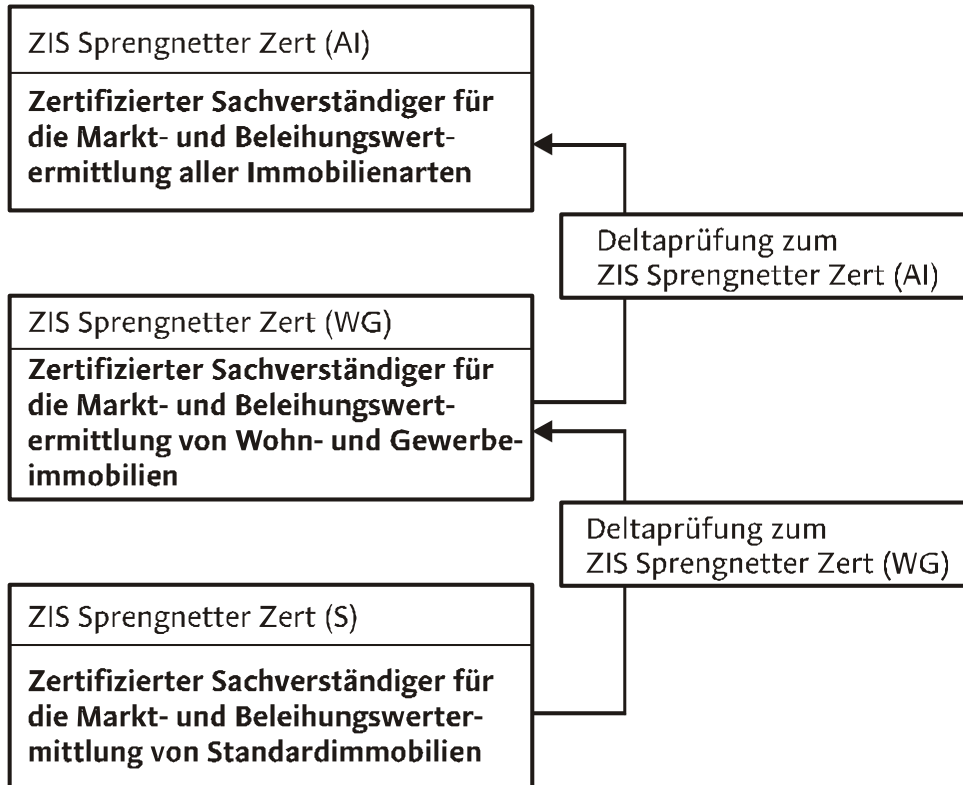 ZIS Sprengnetter Zert (AI)
Zertifizierter Sachverständiger für
die Markt- und Beleihungswert-
ermittlung aller Immobilienarten
Deltaprüfung zum
ZIS Sprengnetter Zert (AI)
ZIS Sprengnetter Zert (WG)
Zertifizierter Sachverständiger für
die Markt- und Beleihungswert-
ermittlung von Wohn- und Gewerbe-
immobilien
Deltaprüfung zum
ZIS Sprengnetter Zert (WG)
ZIS Sprengnetter Zert (S)
Zertifizierter Sachverständiger für
die Markt- und Beleihungswerter-
mittlung von Standardimmobilien